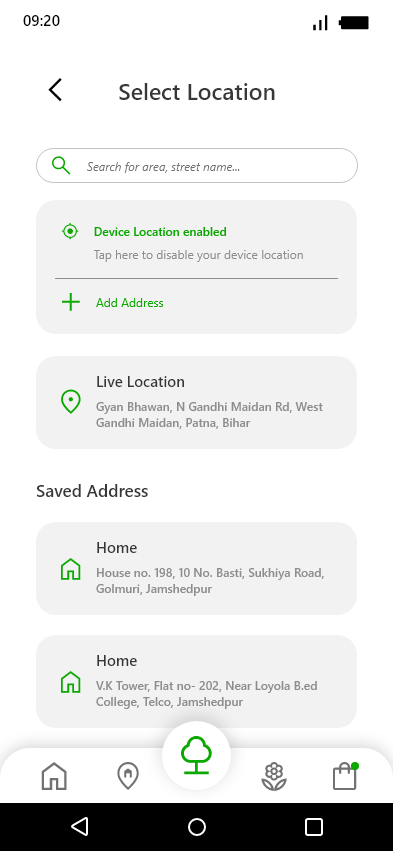 09:20
Select Location
Search for area, street name...
Device Location enabled
Tap here to disable your device location
Add Address
Live Location
Gyan Bhawan, N Gandhi Maidan Rd, West
Gandhi Maidan, Patna, Bihar
Saved Address
Home
House no. 198, 10 No. Basti, Sukhiya Road,
Golmuri, Jamshedpur
Home
V.K Tower, Flat no- 202, Near Loyola B.ed
College, Telco, Jamshedpur